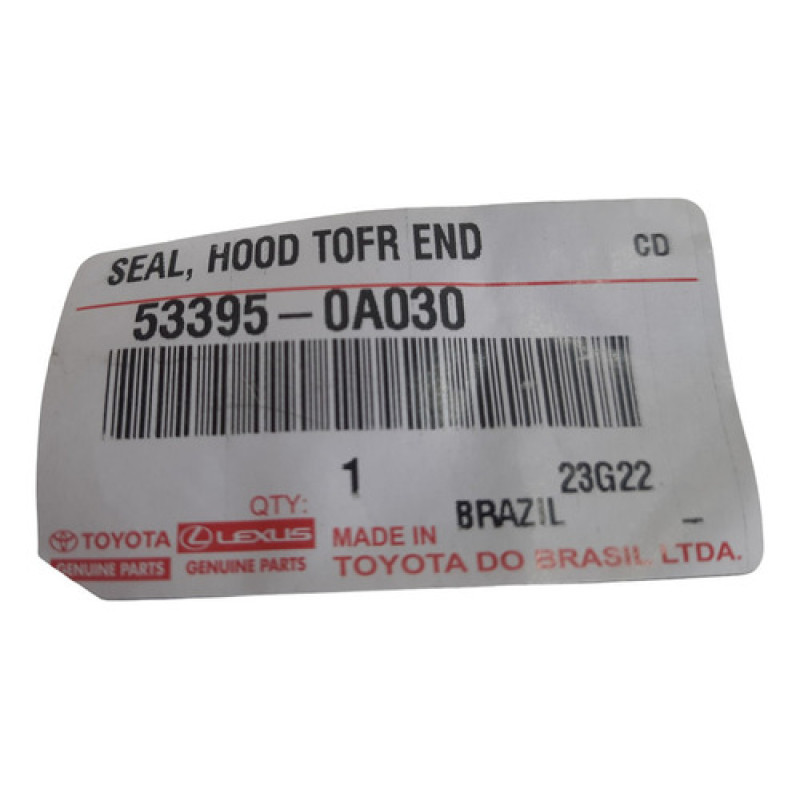 SEAL, HOOD TOFR END CD
53395-0A030
QTY: 1 23G22
TOYOTA LEXUS MADE IN BRAZIL -
GENUINE PARTS GENUINE PARTS TOYOTA DO BRASIL LTDA.